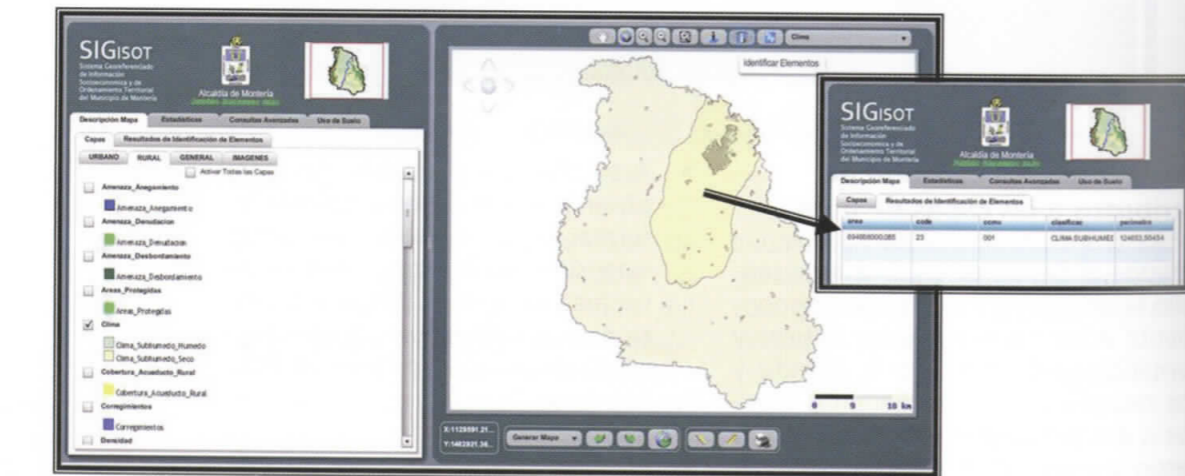 SIGISOT
Sistema Georeferenciado
de Información
Socioeconomica y de
Ordenamiento Territorial
del Municipio de Montería
Alcaldía de Montería
Descripción Mapa Estadísticas Consultas Avanzadas Uso de Suelo
Capas Resultados de Identificación de Elementos
URBANO RURAL GENERAL IMAGENES
Activar Todas las Capas
Amenaza_Anegamiento
Amenaza_Anegamiento
Amenaza_Denudacion
Amenaza_Denudacion
Amenaza_Desbordamiento
Amenaza_Desbordamiento
Areas_Protegidas
Areas_Protegidas
Clima
Clima_Subhumedo_Humedo
Clima_Subhumedo_Seco
Cobertura_Acueducto_Rural
Cobertura_Acueducto_Rural
Corregimientos
Corregimientos
Densidad
Clima
Identificar Elementos
0 9 18 km
Generar Mapa
SIGISOT
Sistema Georeferenciado
de Información
Socioeconomica y de
Ordenamiento Territorial
del Municipio de Montería
Alcaldía de Montería
Descripción Mapa Estadísticas Consultas Avanzadas Uso de Suelo
Capas Resultados de Identificación de Elementos
area code comu clasificac perimetro
23 001 CLIMA SUBHUMED